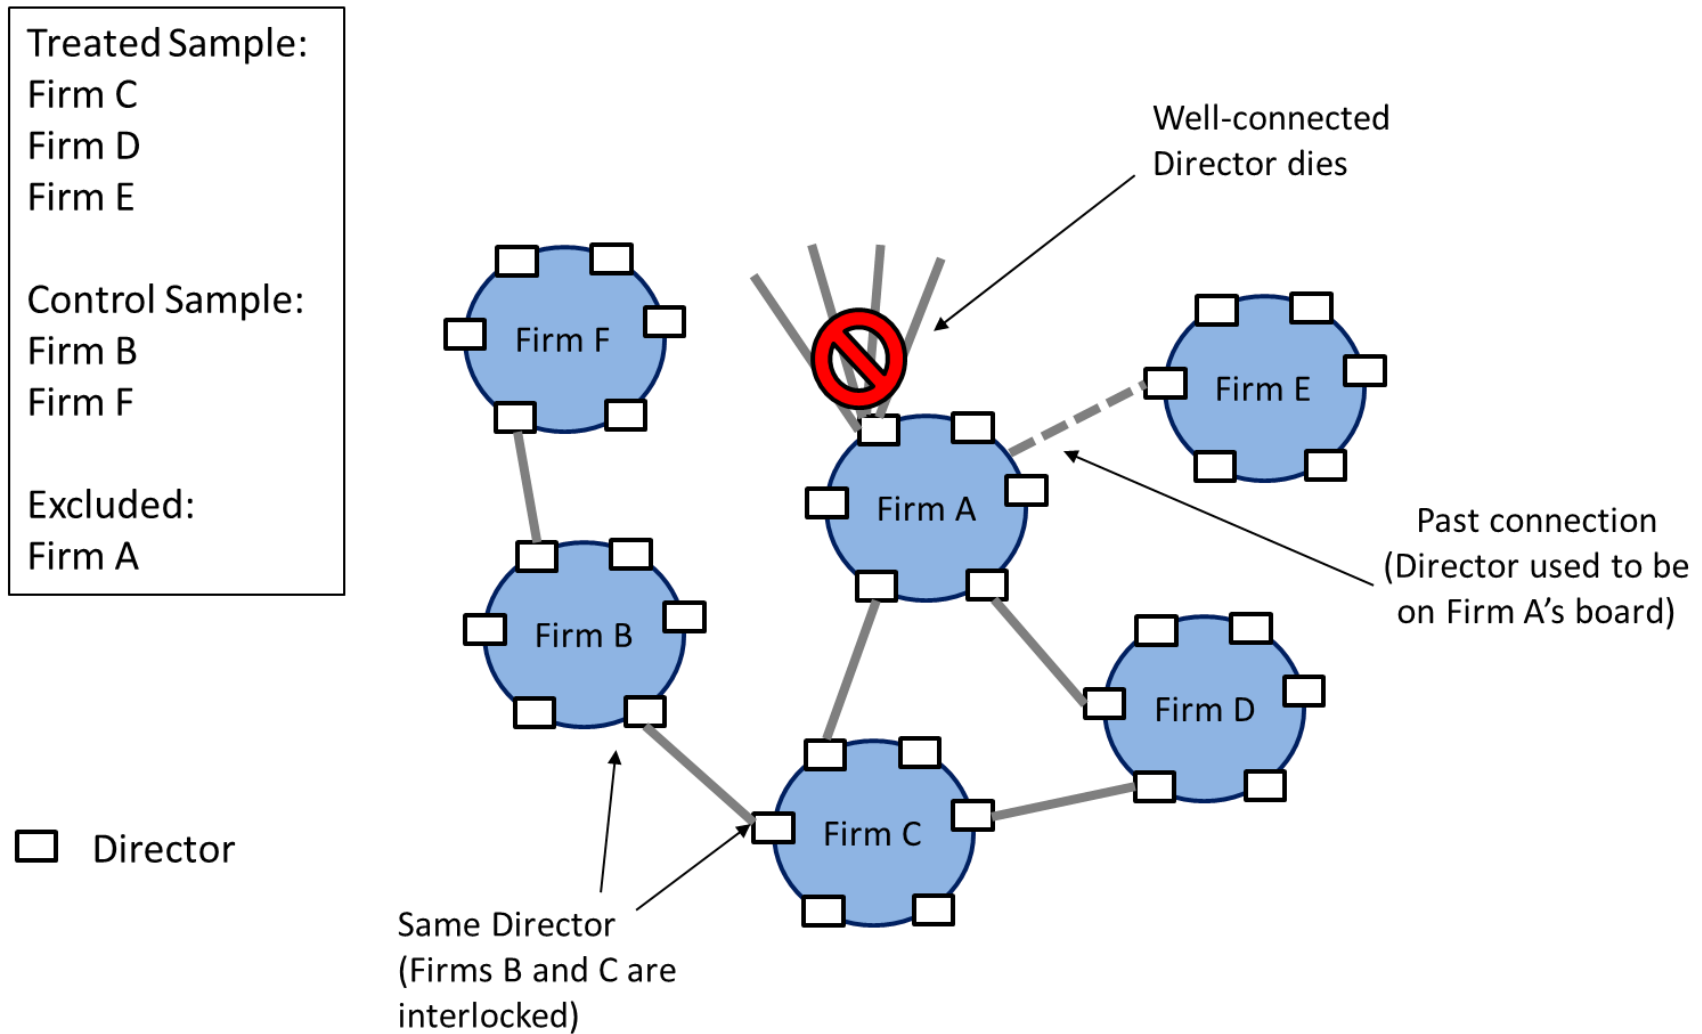 Treated Sample:
Firm C
Firm D
Firm E
Control Sample:
Firm B
Firm F
Excluded:
Firm A
Well-connected
Director dies
Firm F
Firm E
Firm A
Past connection
(Director used to be
on Firm A’s board)
Firm B
Firm D
Firm C
Director
Same Director
(Firms B and C are
interlocked)